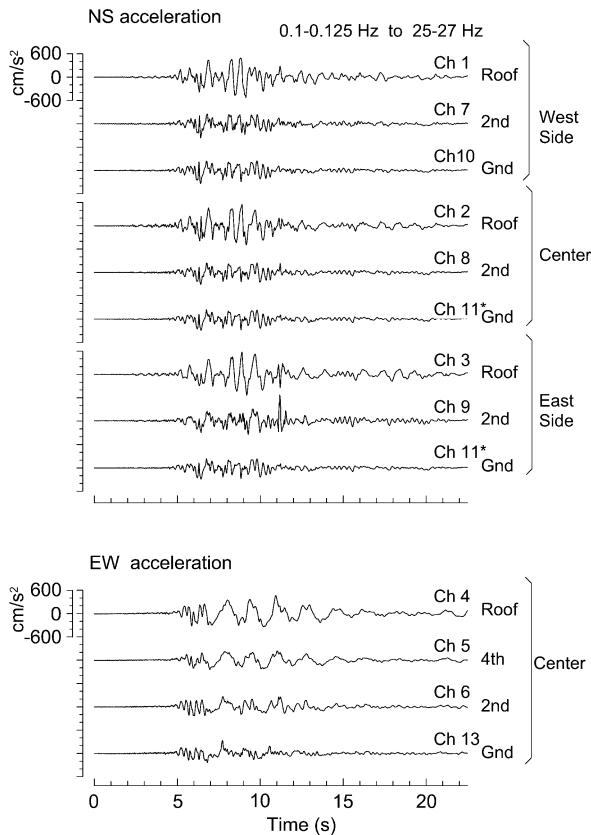 NS acceleration
0.1-0.125 Hz to 25-27 Hz
cm/s²
600
0
-600
Ch 1 Roof
Ch 7 2nd
Ch10 Gnd
West Side
Ch 2 Roof
Ch 8 2nd
Ch 11* Gnd
Center
Ch 3 Roof
Ch 9 2nd
Ch 11* Gnd
East Side
EW acceleration
cm/s²
600
0
-600
Ch 4 Roof
Ch 5 4th
Ch 6 2nd
Ch 13 Gnd
Center
0 5 10 15 20
Time (s)